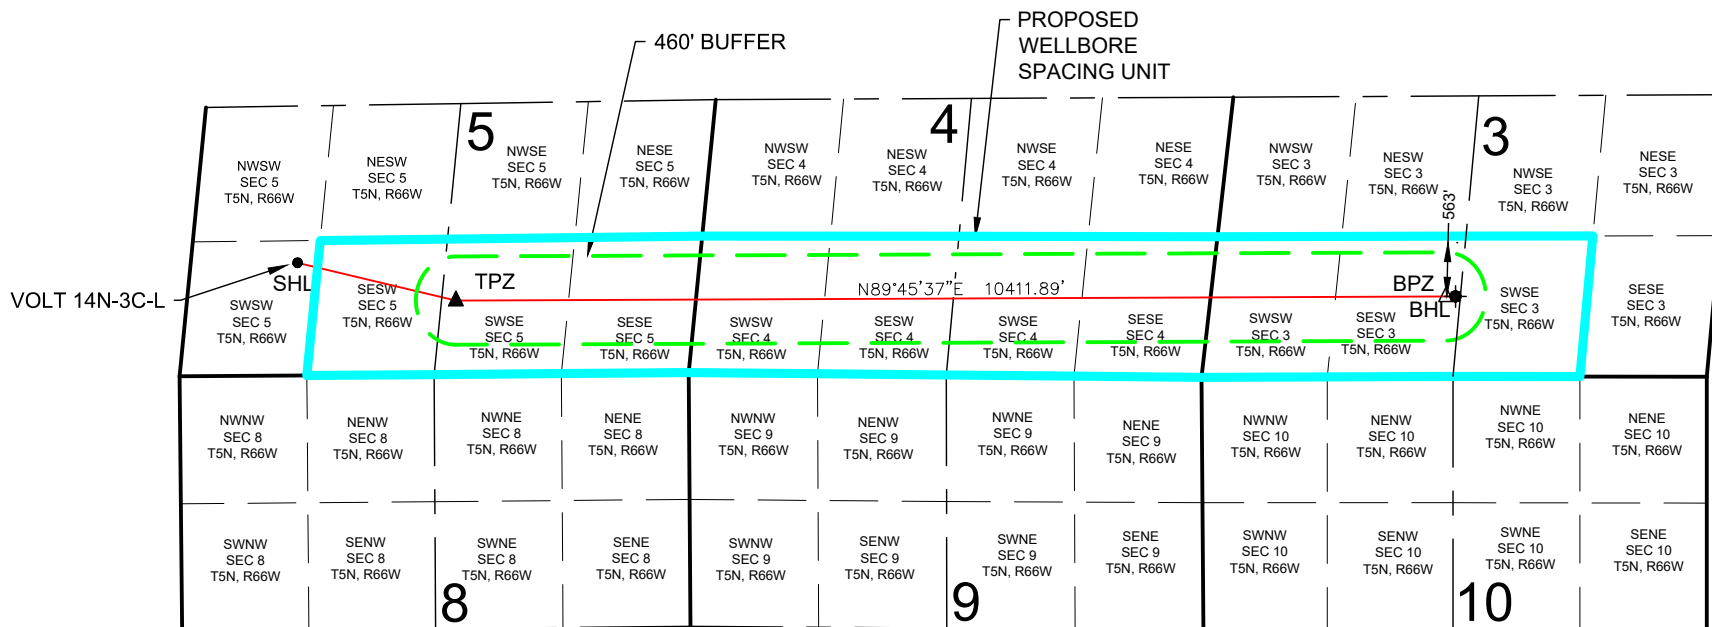 460' BUFFER
PROPOSED
WELLBORE
SPACING UNIT
5
4
3
NWSW
SEC 5
T5N, R66W
NESW
SEC 5
T5N, R66W
NWSE
SEC 5
T5N, R66W
NESE
SEC 5
T5N, R66W
NWSW
SEC 4
T5N, R66W
NESW
SEC 4
T5N, R66W
NWSE
SEC 4
T5N, R66W
NESE
SEC 4
T5N, R66W
NWSW
SEC 3
T5N, R66W
NESW
SEC 3
T5N, R66W
NWSE
SEC 3
T5N, R66W
NESE
SEC 3
T5N, R66W
563'
VOLT 14N-3C-L
SHL
TPZ
N89°45'37"E 10411.89'
BPZ
BHL
SWSW
SEC 5
T5N, R66W
SESW
SEC 5
T5N, R66W
SWSE
SEC 5
T5N, R66W
SESE
SEC 5
T5N, R66W
SWSW
SEC 4
T5N, R66W
SESW
SEC 4
T5N, R66W
SWSE
SEC 4
T5N, R66W
SESE
SEC 4
T5N, R66W
SWSW
SEC 3
T5N, R66W
SESW
SEC 3
T5N, R66W
SWSE
SEC 3
T5N, R66W
SESE
SEC 3
T5N, R66W
NWNW
SEC 8
T5N, R66W
NENW
SEC 8
T5N, R66W
NWNE
SEC 8
T5N, R66W
NENE
SEC 8
T5N, R66W
NWNW
SEC 9
T5N, R66W
NENW
SEC 9
T5N, R66W
NWNE
SEC 9
T5N, R66W
NENE
SEC 9
T5N, R66W
NWNW
SEC 10
T5N, R66W
NENW
SEC 10
T5N, R66W
NWNE
SEC 10
T5N, R66W
NENE
SEC 10
T5N, R66W
SWNW
SEC 8
T5N, R66W
SENW
SEC 8
T5N, R66W
SWNE
SEC 8
T5N, R66W
SENE
SEC 8
T5N, R66W
SWNW
SEC 9
T5N, R66W
SENW
SEC 9
T5N, R66W
SWNE
SEC 9
T5N, R66W
SENE
SEC 9
T5N, R66W
SWNW
SEC 10
T5N, R66W
SENW
SEC 10
T5N, R66W
SWNE
SEC 10
T5N, R66W
SENE
SEC 10
T5N, R66W
8
9
10